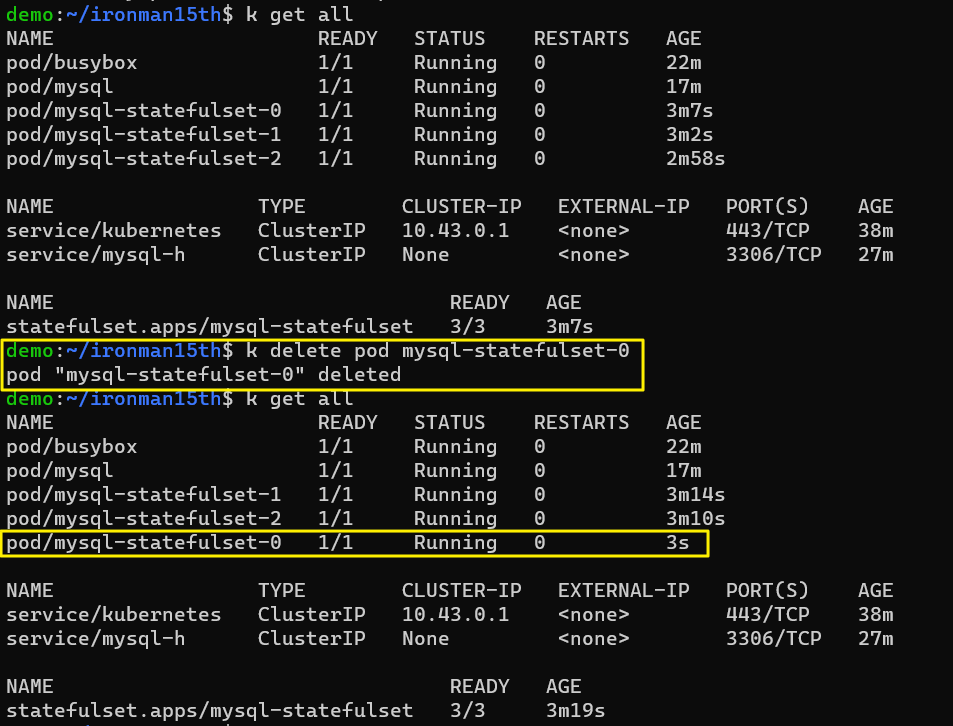 demo:~/ironman15th$ k get all
NAME                      READY   STATUS    RESTARTS   AGE
pod/busybox               1/1     Running   0          22m
pod/mysql                 1/1     Running   0          17m
pod/mysql-statefulset-0   1/1     Running   0          3m7s
pod/mysql-statefulset-1   1/1     Running   0          3m2s
pod/mysql-statefulset-2   1/1     Running   0          2m58s
NAME                 TYPE        CLUSTER-IP   EXTERNAL-IP   PORT(S)    AGE
service/kubernetes   ClusterIP   10.43.0.1    <none>        443/TCP    38m
service/mysql-h      ClusterIP   None         <none>        3306/TCP   27m
NAME                                 READY   AGE
statefulset.apps/mysql-statefulset   3/3     3m7s
demo:~/ironman15th$ k delete pod mysql-statefulset-0
pod "mysql-statefulset-0" deleted
demo:~/ironman15th$ k get all
NAME                      READY   STATUS    RESTARTS   AGE
pod/busybox               1/1     Running   0          22m
pod/mysql                 1/1     Running   0          17m
pod/mysql-statefulset-1   1/1     Running   0          3m14s
pod/mysql-statefulset-2   1/1     Running   0          3m10s
pod/mysql-statefulset-0   1/1     Running   0          3s
NAME                 TYPE        CLUSTER-IP   EXTERNAL-IP   PORT(S)    AGE
service/kubernetes   ClusterIP   10.43.0.1    <none>        443/TCP    38m
service/mysql-h      ClusterIP   None         <none>        3306/TCP   27m
NAME                                 READY   AGE
statefulset.apps/mysql-statefulset   3/3     3m19s